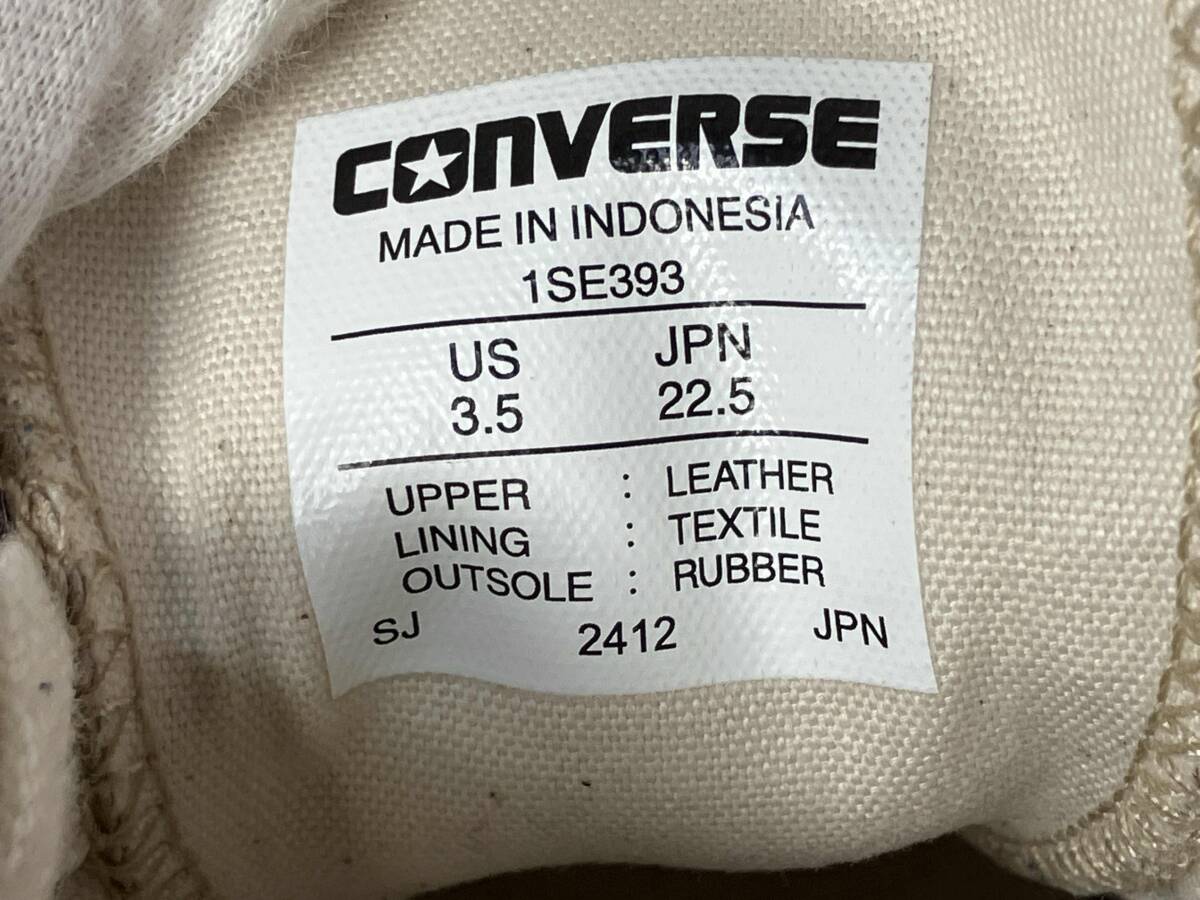 CONVERSE
MADE IN INDONESIA
1SE393
US JPN
3.5 22.5
UPPER : LEATHER
LINING : TEXTILE
OUTSOLE : RUBBER
SJ 2412 JPN